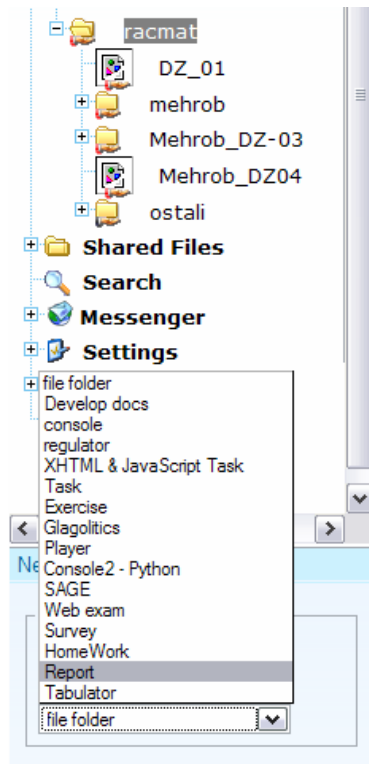 racmat
DZ_01
mehrob
Mehrob_DZ-03
Mehrob_DZ04
ostali
Shared Files
Search
Messenger
Settings
file folder
Develop docs
console
regulator
XHTML & JavaScript Task
Task
Exercise
Glagolitics
Player
Console2 - Python
SAGE
Web exam
Survey
HomeWork
Report
Tabulator
file folder